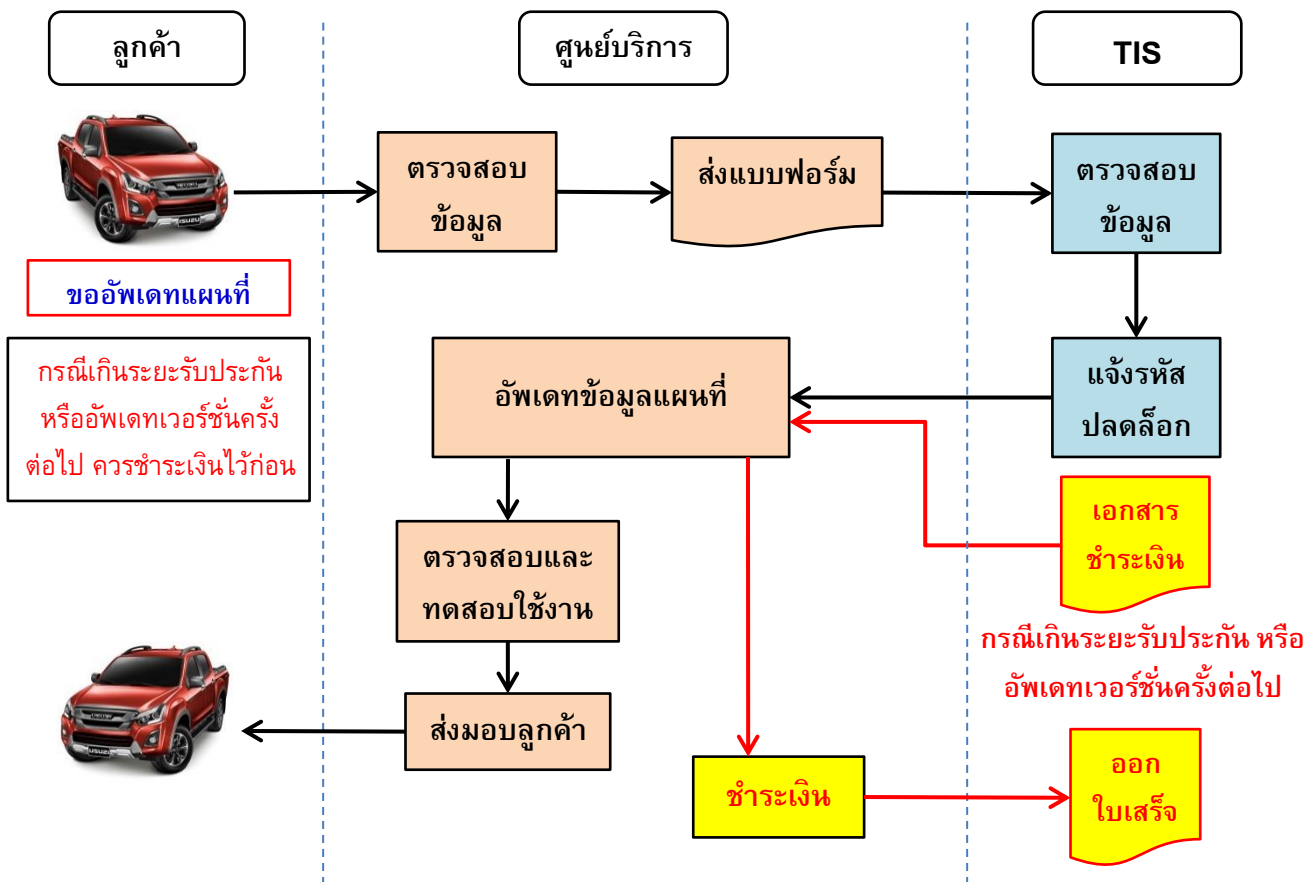 ลูกค้า
ศูนย์บริการ
TIS
ตรวจสอบ
ข้อมูล
ส่งแบบฟอร์ม
ตรวจสอบ
ข้อมูล
ISUZU
ขออัพเดทแผนที่
กรณีเกินระยะรับประกัน
หรืออัพเดทเวอร์ชั่นครั้ง
ต่อไป ควรชำระเงินไว้ก่อน
อัพเดทข้อมูลแผนที่
แจ้งรหัส
ปลดล็อก
เอกสาร
ชำระเงิน
กรณีเกินระยะรับประกัน หรือ
อัพเดทเวอร์ชั่นครั้งต่อไป
ตรวจสอบและ
ทดสอบใช้งาน
ส่งมอบลูกค้า
ISUZU
ชำระเงิน
ออก
ใบเสร็จ